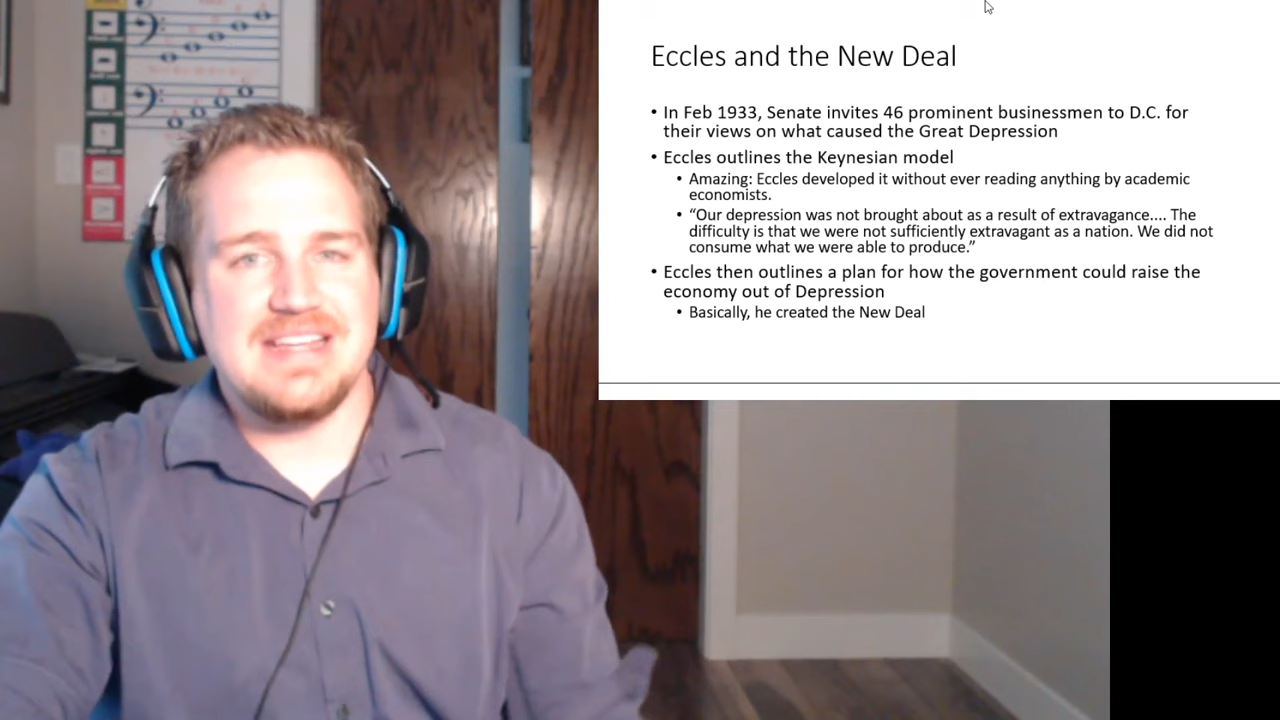 Eccles and the New Deal
• In Feb 1933, Senate invites 46 prominent businessmen to D.C. for
their views on what caused the Great Depression
• Eccles outlines the Keynesian model
• Amazing: Eccles developed it without ever reading anything by academic
economists.
• “Our depression was not brought about as a result of extravagance.... The
difficulty is that we were not sufficiently extravagant as a nation. We did not
consume what we were able to produce.”
• Eccles then outlines a plan for how the government could raise the
economy out of Depression
• Basically, he created the New Deal